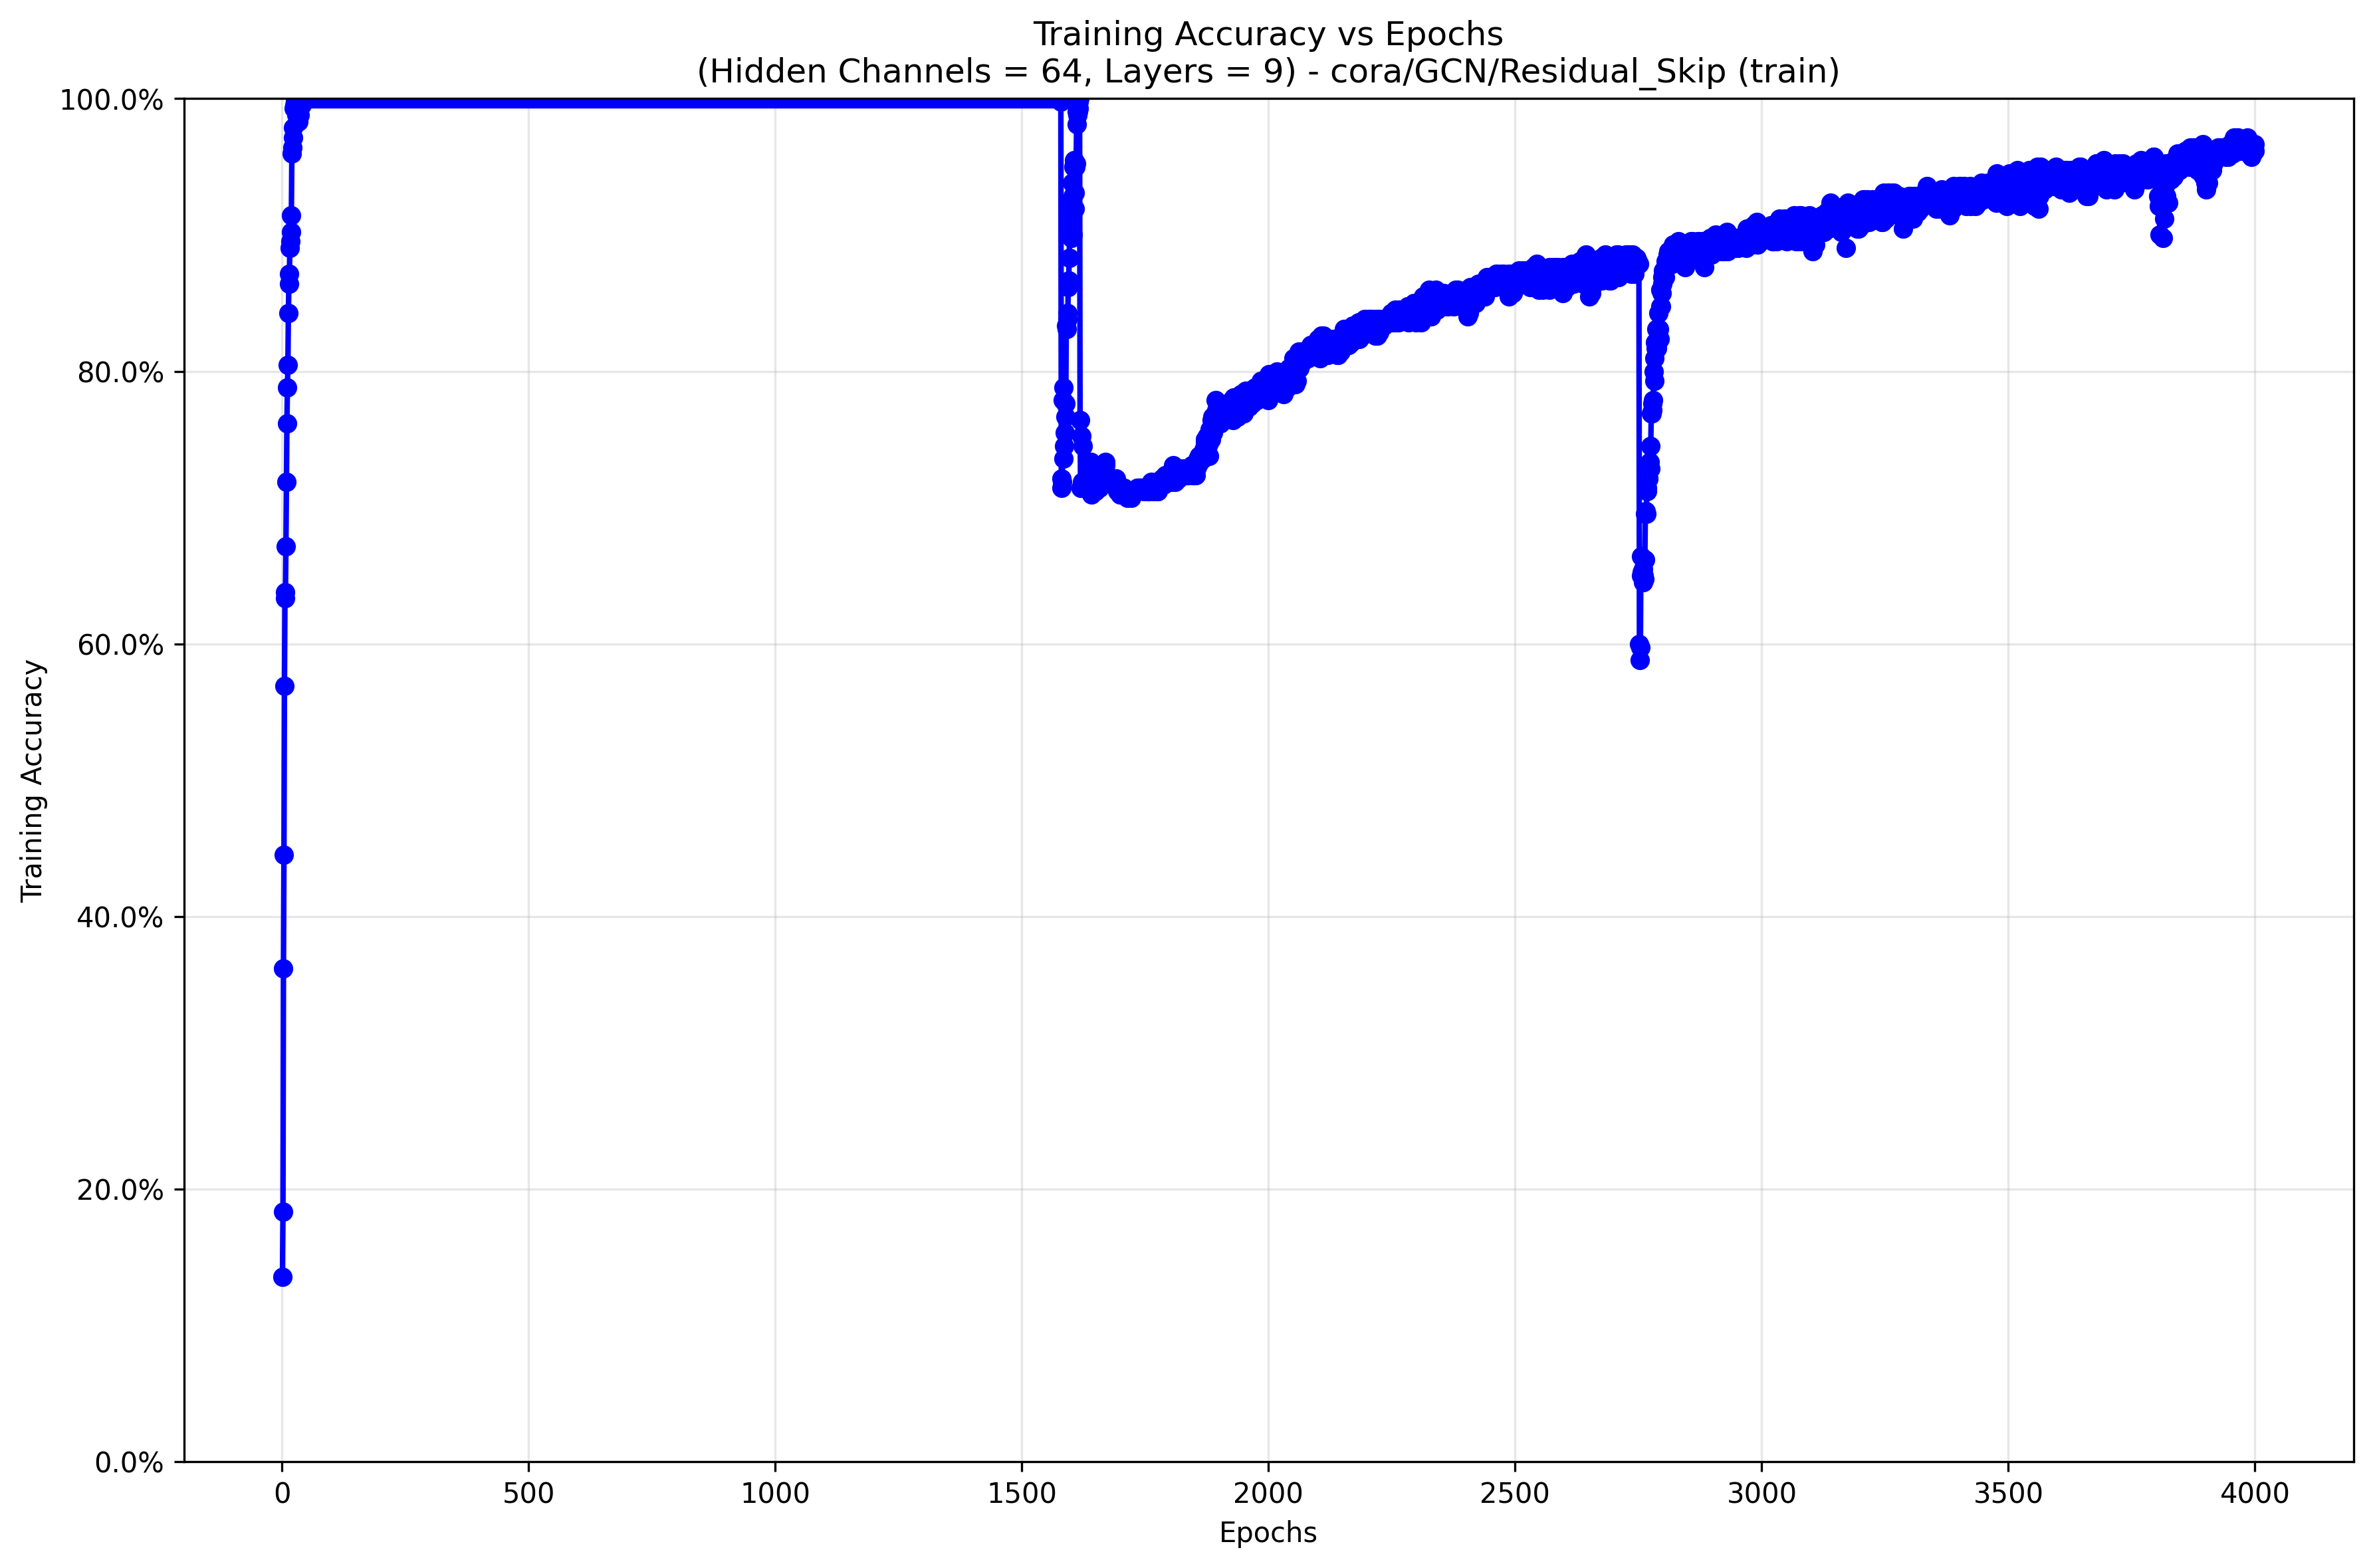 Training Accuracy vs Epochs
(Hidden Channels = 64, Layers = 9) - cora/GCN/Residual_Skip (train)
100.0%
80.0%
60.0%
40.0%
20.0%
0.0%
Training Accuracy
0 500 1000 1500 2000 2500 3000 3500 4000
Epochs